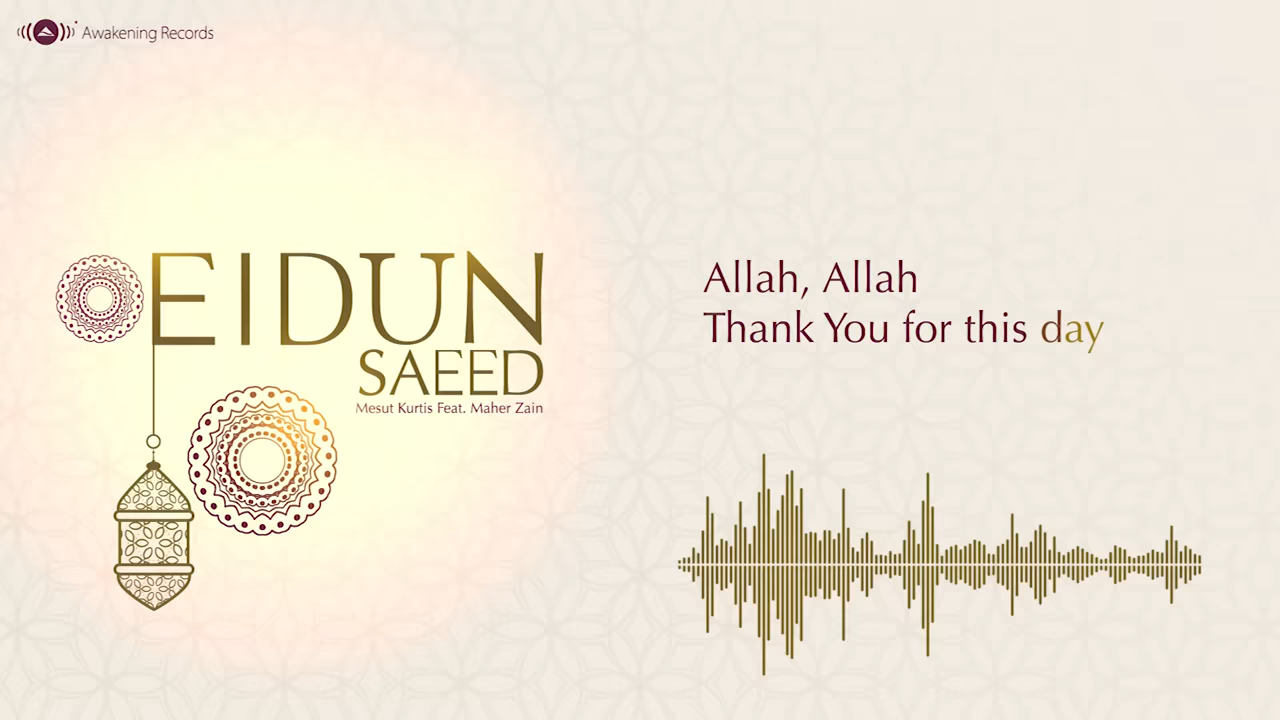 Awakening Records
EIDUN
SAEED
Mesut Kurtis Feat. Maher Zain
Allah, Allah
Thank You for this day